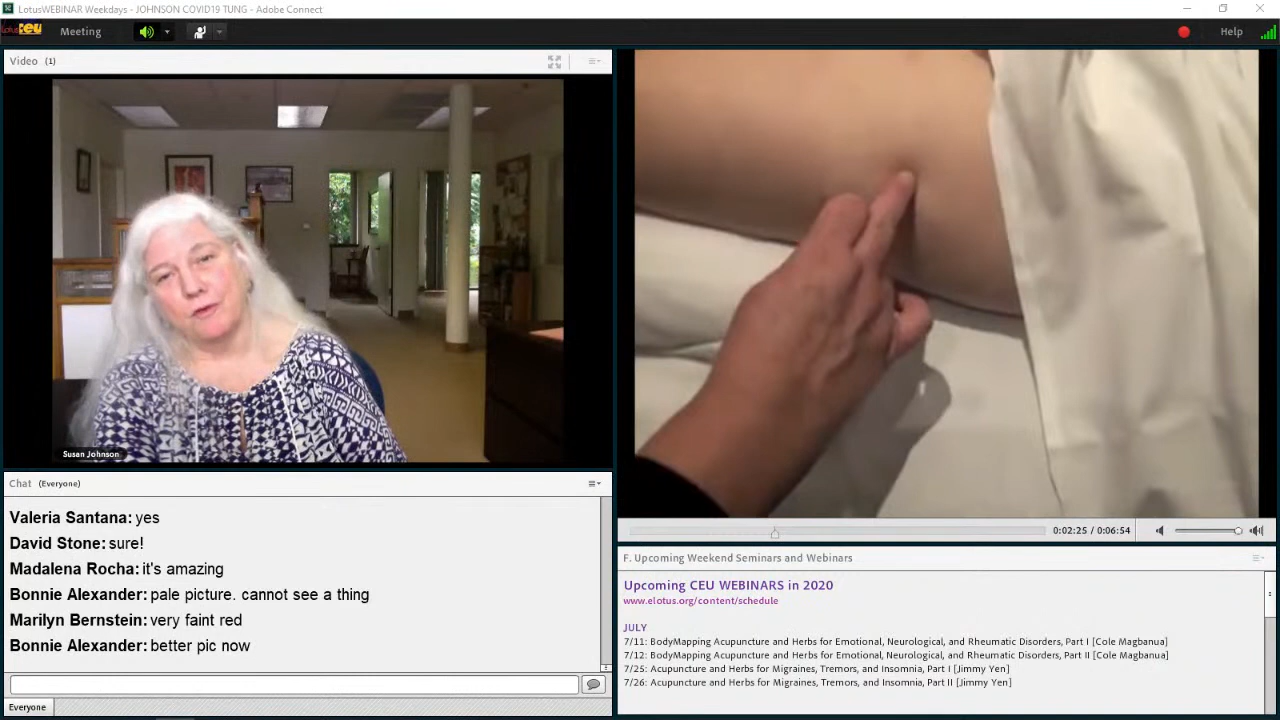 LotusWEBINAR Weekdays - JOHNSON COVID19 TUNG - Adobe Connect
Meeting
Help
Video (1)
Susan Johnson
Chat (Everyone)
Valeria Santana: yes
David Stone: sure!
Madalena Rocha: it's amazing
Bonnie Alexander: pale picture. cannot see a thing
Marilyn Bernstein: very faint red
Bonnie Alexander: better pic now
Everyone
0:02:25 / 0:06:54
F. Upcoming Weekend Seminars and Webinars
Upcoming CEU WEBINARS in 2020
www.elotus.org/content/schedule
JULY
7/11: BodyMapping Acupuncture and Herbs for Emotional, Neurological, and Rheumatic Disorders, Part I [Cole Magbanua]
7/12: BodyMapping Acupuncture and Herbs for Emotional, Neurological, and Rheumatic Disorders, Part II [Cole Magbanua]
7/25: Acupuncture and Herbs for Migraines, Tremors, and Insomnia, Part I [Jimmy Yen]
7/26: Acupuncture and Herbs for Migraines, Tremors, and Insomnia, Part II [Jimmy Yen]